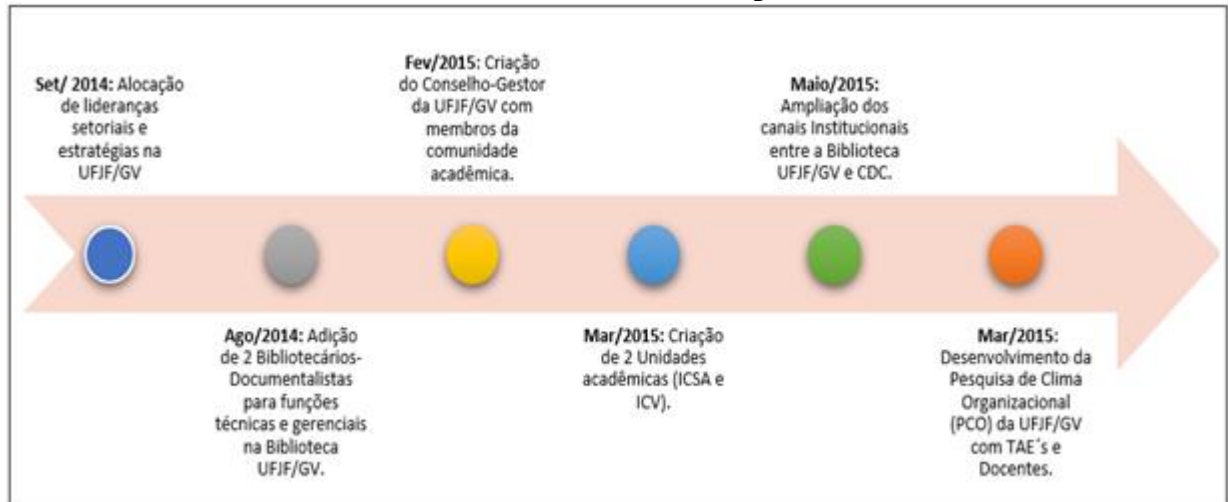 Set/ 2014: Alocação
de lideranças
setoriais e
estratégias na
UFJF/GV
Ago/2014: Adição
de 2 Bibliotecários-
Documentalistas
para funções
técnicas e gerenciais
na Biblioteca
UFJF/GV.
Fev/2015: Criação
do Conselho-Gestor
da UFJF/GV com
membros da
comunidade
acadêmica.
Mar/2015: Criação
de 2 Unidades
acadêmicas (ICSA e
ICV).
Maio/2015:
Ampliação dos
canais Institucionais
entre a Biblioteca
UFJF/GV e CDC.
Mar/2015:
Desenvolvimento da
Pesquisa de Clima
Organizacional
(PCO) da UFJF/GV
com TAE´s e
Docentes.